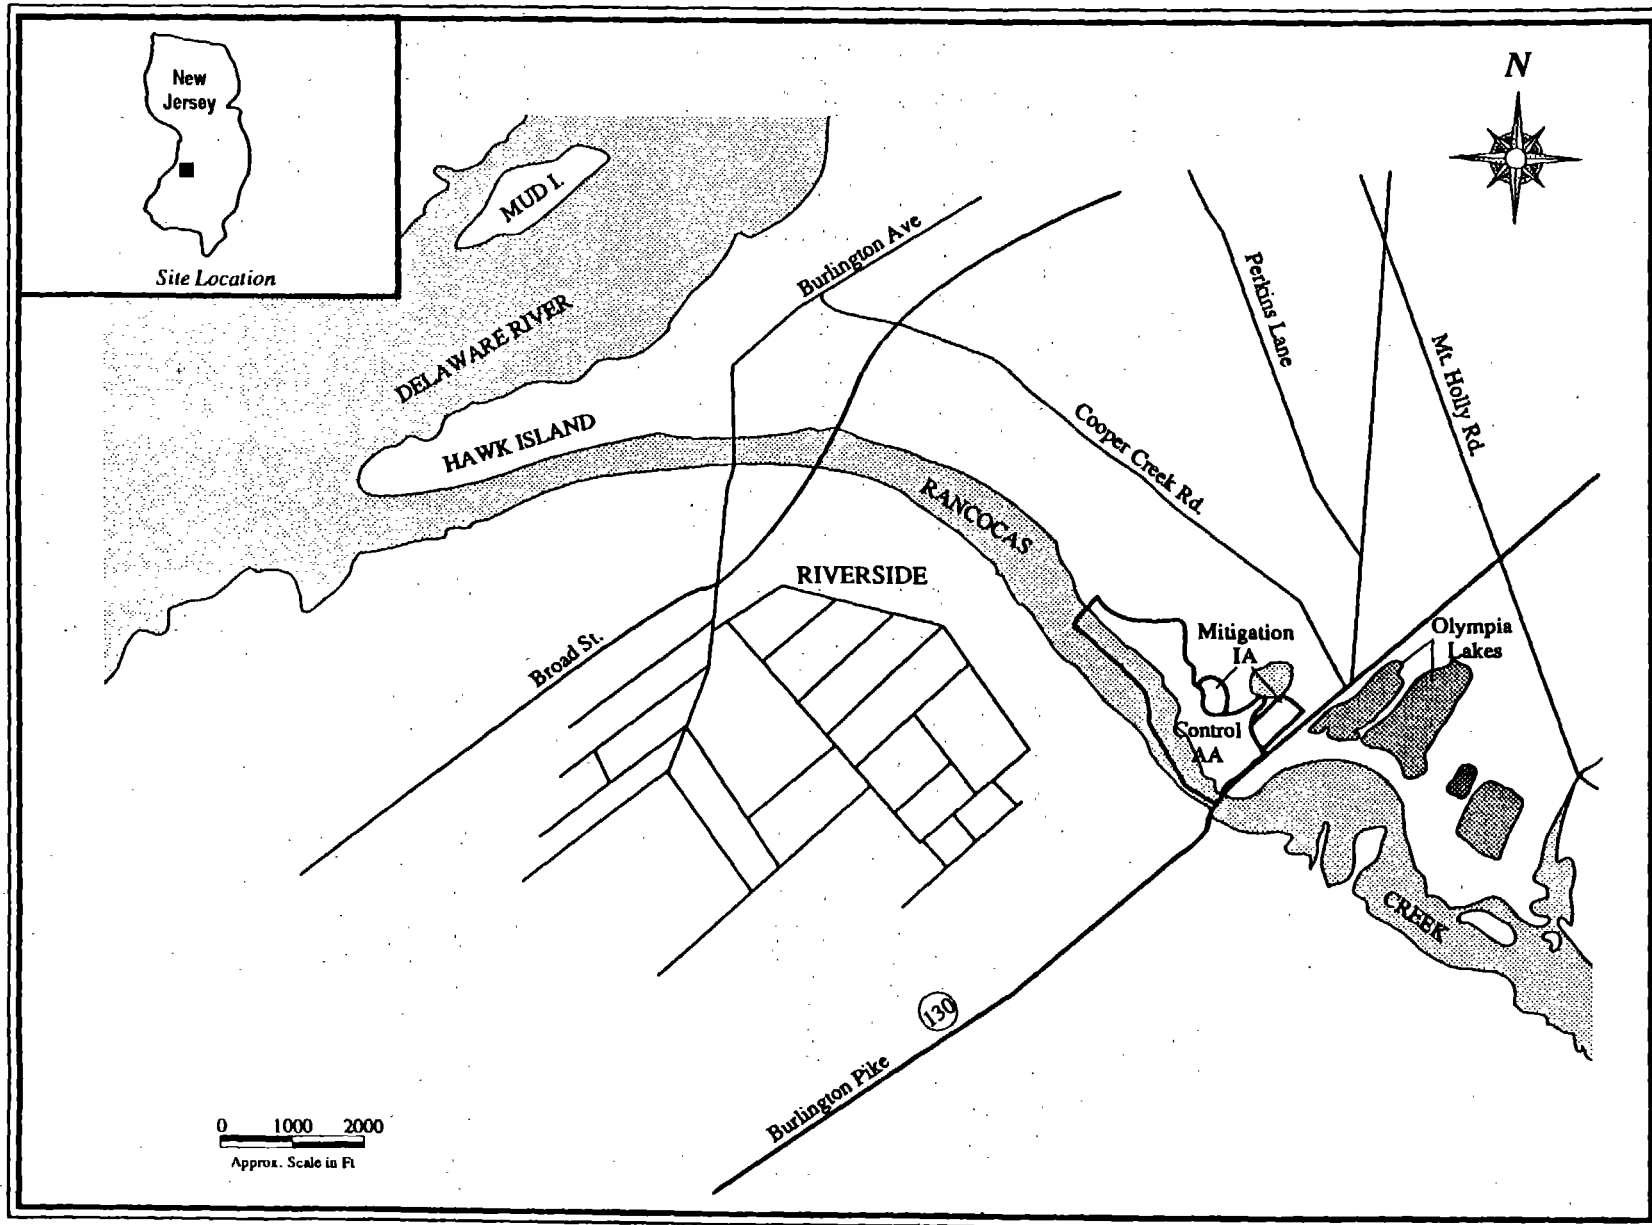 New
Jersey
Site Location
N
MUD I.
DELAWARE RIVER
HAWK ISLAND
Burlington Ave
Perkins Lane
Mt. Holly Rd.
Cooper Creek Rd.
RANCOCAS
RIVERSIDE
Broad St.
Mitigation
IA
Olympia
Lakes
Control
AA
CREEK
130
Burlington Pike
0 1000 2000
Approx. Scale in Ft